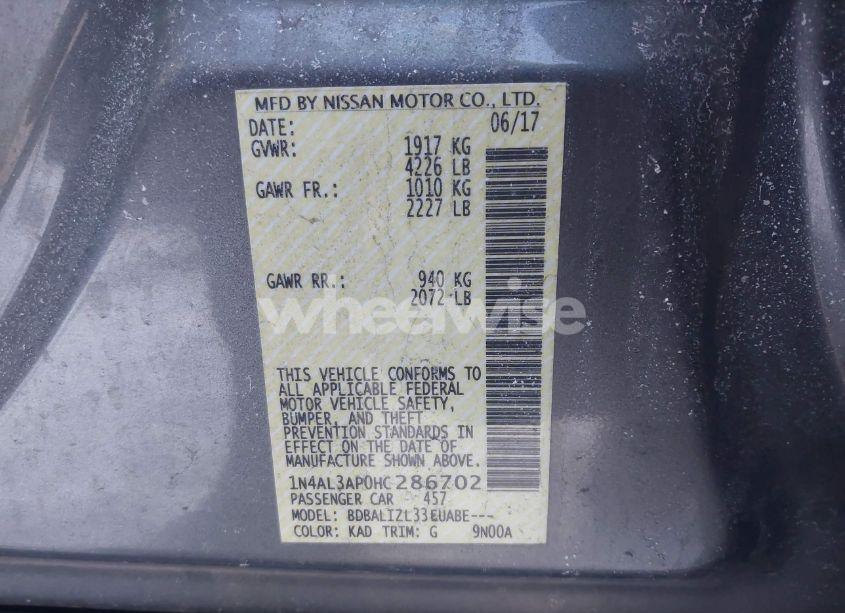 MFD BY NISSAN MOTOR CO., LTD.
DATE: 06/17
GVWR: 1917 KG
4226 LB
GAWR FR.: 1010 KG
2227 LB
GAWR RR.: 940 KG
2072 LB
wheelwise
THIS VEHICLE CONFORMS TO
ALL APPLICABLE FEDERAL
MOTOR VEHICLE SAFETY,
BUMPER, AND THEFT
PREVENTION STANDARDS IN
EFFECT ON THE DATE OF
MANUFACTURE SHOWN ABOVE.
1N4AL3AP0HC286702
PASSENGER CAR 457
MODEL: BDBALIZL33EUABE---
COLOR: KAD TRIM: G 9N00A